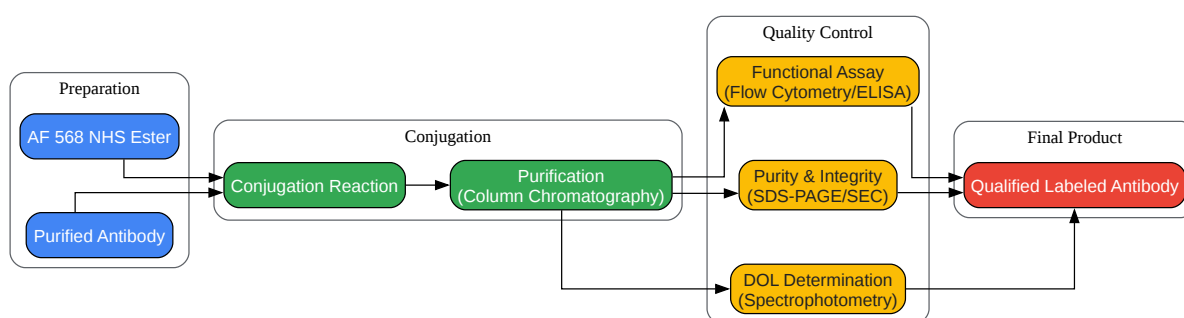 Preparation
AF 568 NHS Ester
Purified Antibody
Conjugation
Conjugation Reaction
Purification
(Column Chromatography)
Quality Control
Functional Assay
(Flow Cytometry/ELISA)
Purity & Integrity
(SDS-PAGE/SEC)
DOL Determination
(Spectrophotometry)
Final Product
Qualified Labeled Antibody